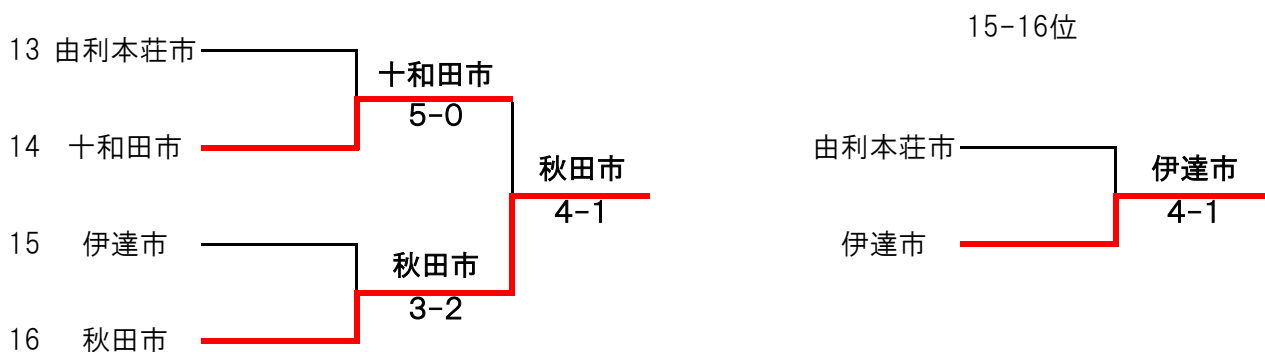 13 由利本荘市
十和田市
5-0
14 十和田市
秋田市
4-1
15 伊達市
秋田市
3-2
16 秋田市
15-16位
由利本荘市
伊達市
4-1
伊達市